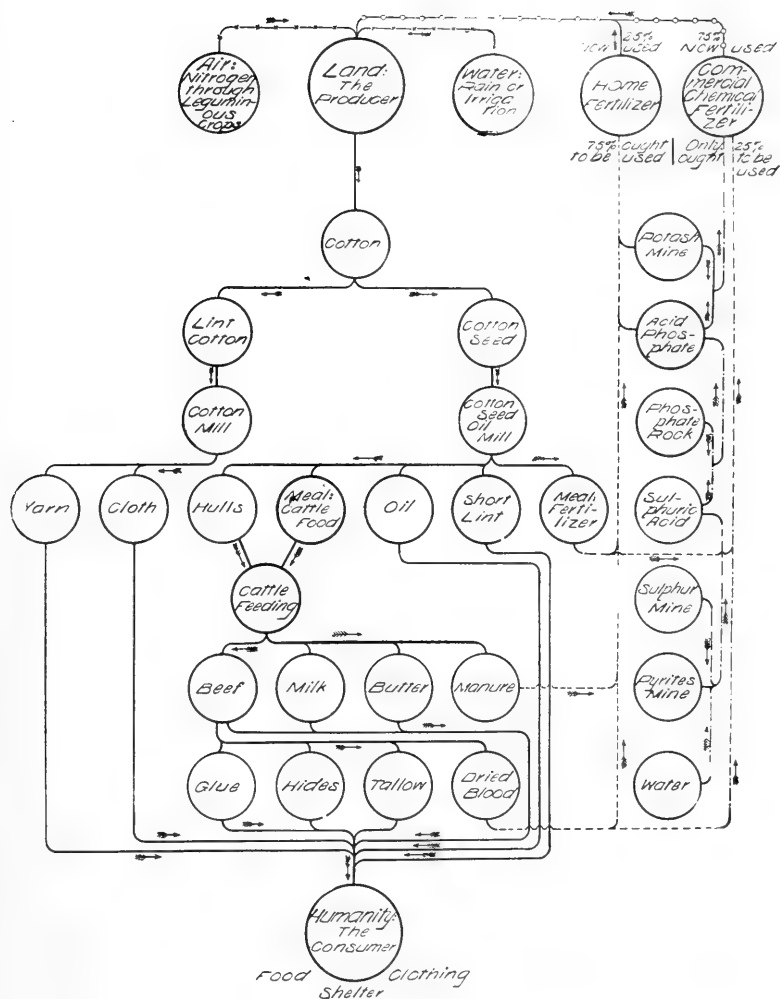 25%
NOW used
75%
NOW used
Air:
Nitrogen
through
Legumin-
ous
Crops
Land:
The
Producer
Water:
Rain or
Irriga
tion
Home
Fertilizer
Com-
mercial
Chemical
Fertili-
zer
75% ought
to be used
Only 25%
ought to be
used
Cotton
Potash
Mine
Lint
Cotton
Cotton
Seed
Acid
Phos-
phate
Cotton
Mill
Cotton
Seed
Oil
Mill
Phos-
phate
Rock
Yarn
Cloth
Hulls
Meal:
Cattle
Food
Oil
Short
Lint
Meal:
Fert-
ilizer
Sul-
phuric
Acid
Cattle
Feeding
Sulphur
Mine
Beef
Milk
Butter
Manure
Pyrites
Mine
Glue
Hides
Tallow
Dried
Blood
Water
Humanity:
The
Consumer
Food Clothing
Shelter